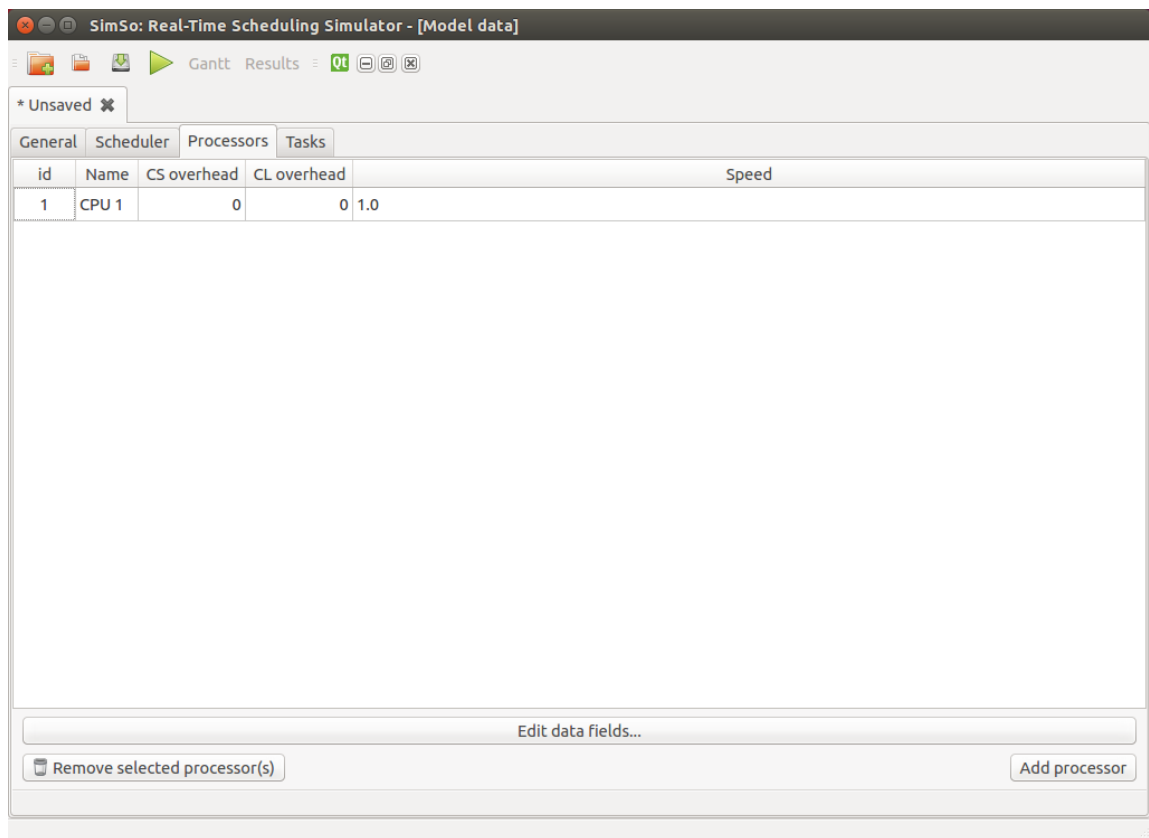 SimSo: Real-Time Scheduling Simulator - [Model data]
Gantt Results Qt
* Unsaved
General Scheduler Processors Tasks
id Name CS overhead CL overhead Speed
1 CPU 1 0 0 1.0
Edit data fields...
Remove selected processor(s) Add processor